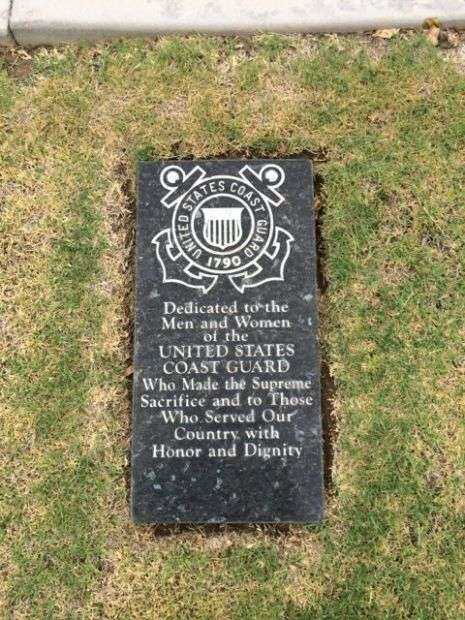 UNITED STATES COAST GUARD
1790
Dedicated to the
Men and Women
of the
UNITED STATES
COAST GUARD
Who Made the Supreme
Sacrifice and to Those
Who Served Our
Country with
Honor and Dignity